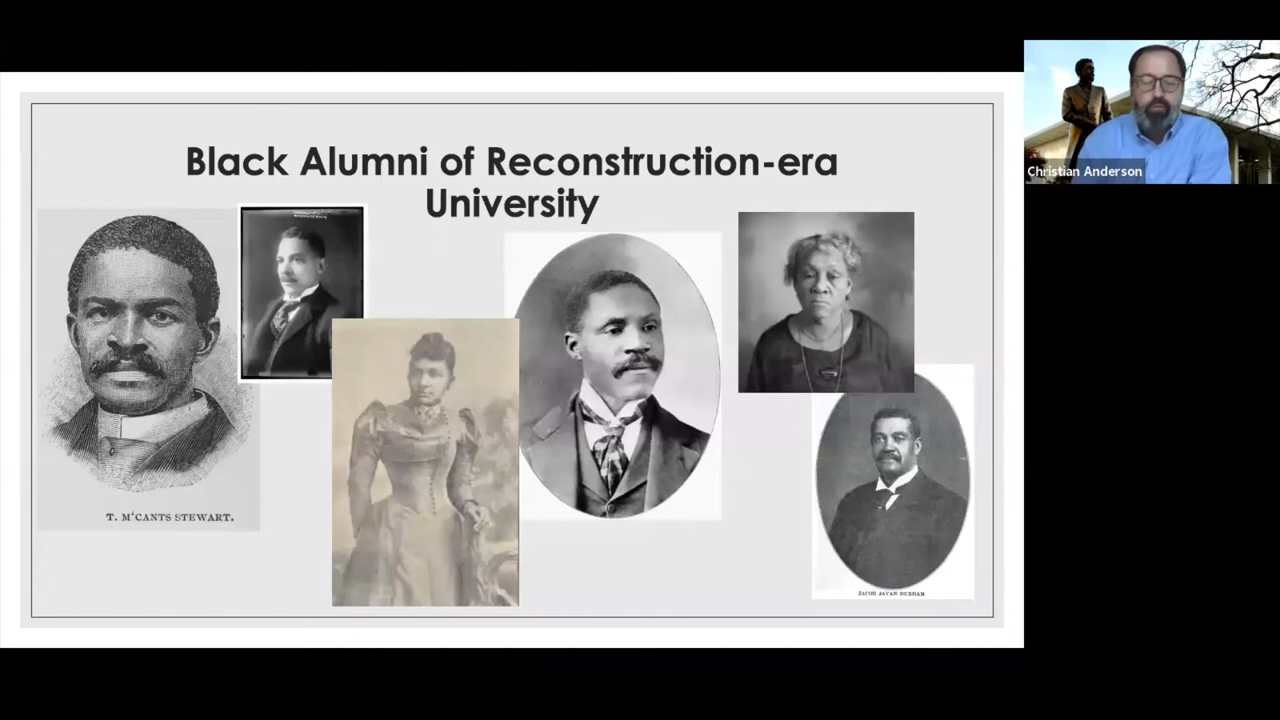 Black Alumni of Reconstruction-era
University
T. M'CANTS STEWART.
JACOB JAVAN DURHAM
Christian Anderson